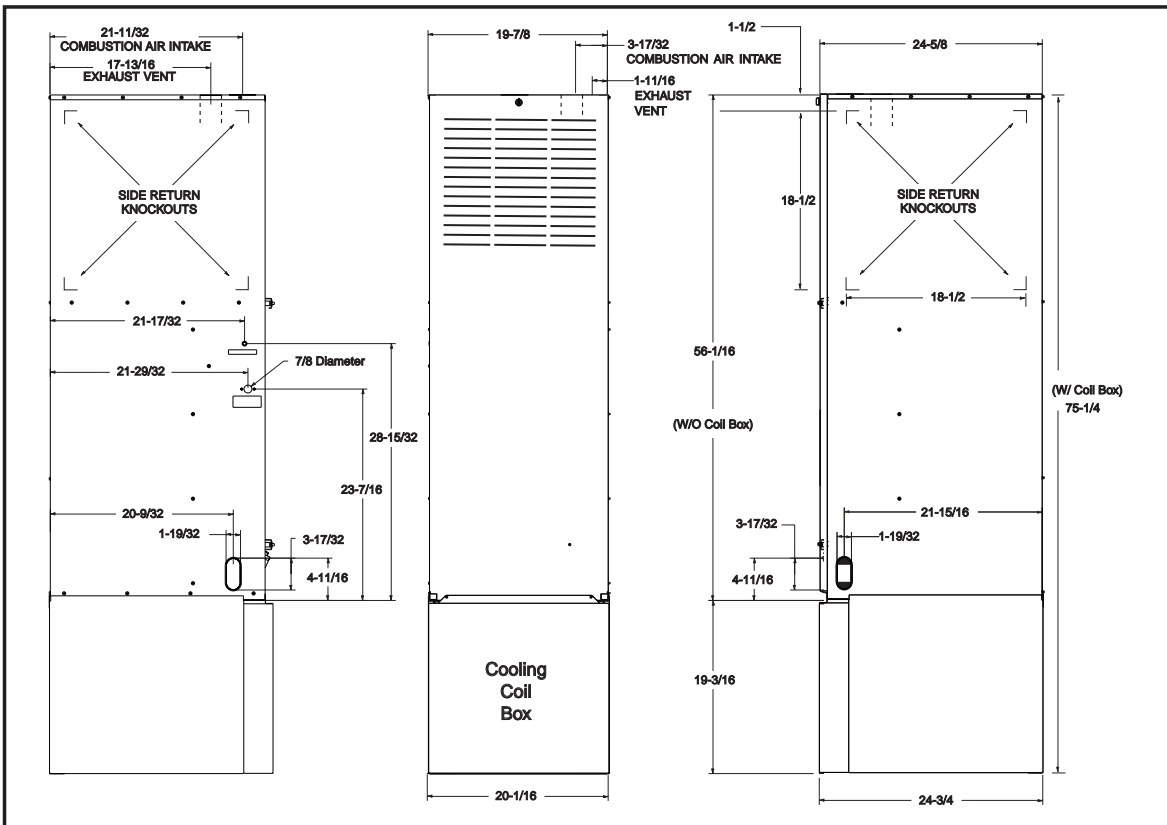 21-11/32
COMBUSTION AIR INTAKE
17-13/16
EXHAUST VENT
SIDE RETURN
KNOCKOUTS
21-17/32
7/8 Diameter
21-29/32
28-15/32
23-7/16
20-9/32
1-19/32
3-17/32
4-11/16
19-7/8
3-17/32
COMBUSTION AIR INTAKE
1-11/16
EXHAUST
VENT
Cooling
Coil
Box
20-1/16
1-1/2
24-5/8
18-1/2
SIDE RETURN
KNOCKOUTS
18-1/2
56-1/16
(W/O Coil Box)
(W/ Coil Box)
75-1/4
21-15/16
3-17/32
1-19/32
4-11/16
19-3/16
24-3/4